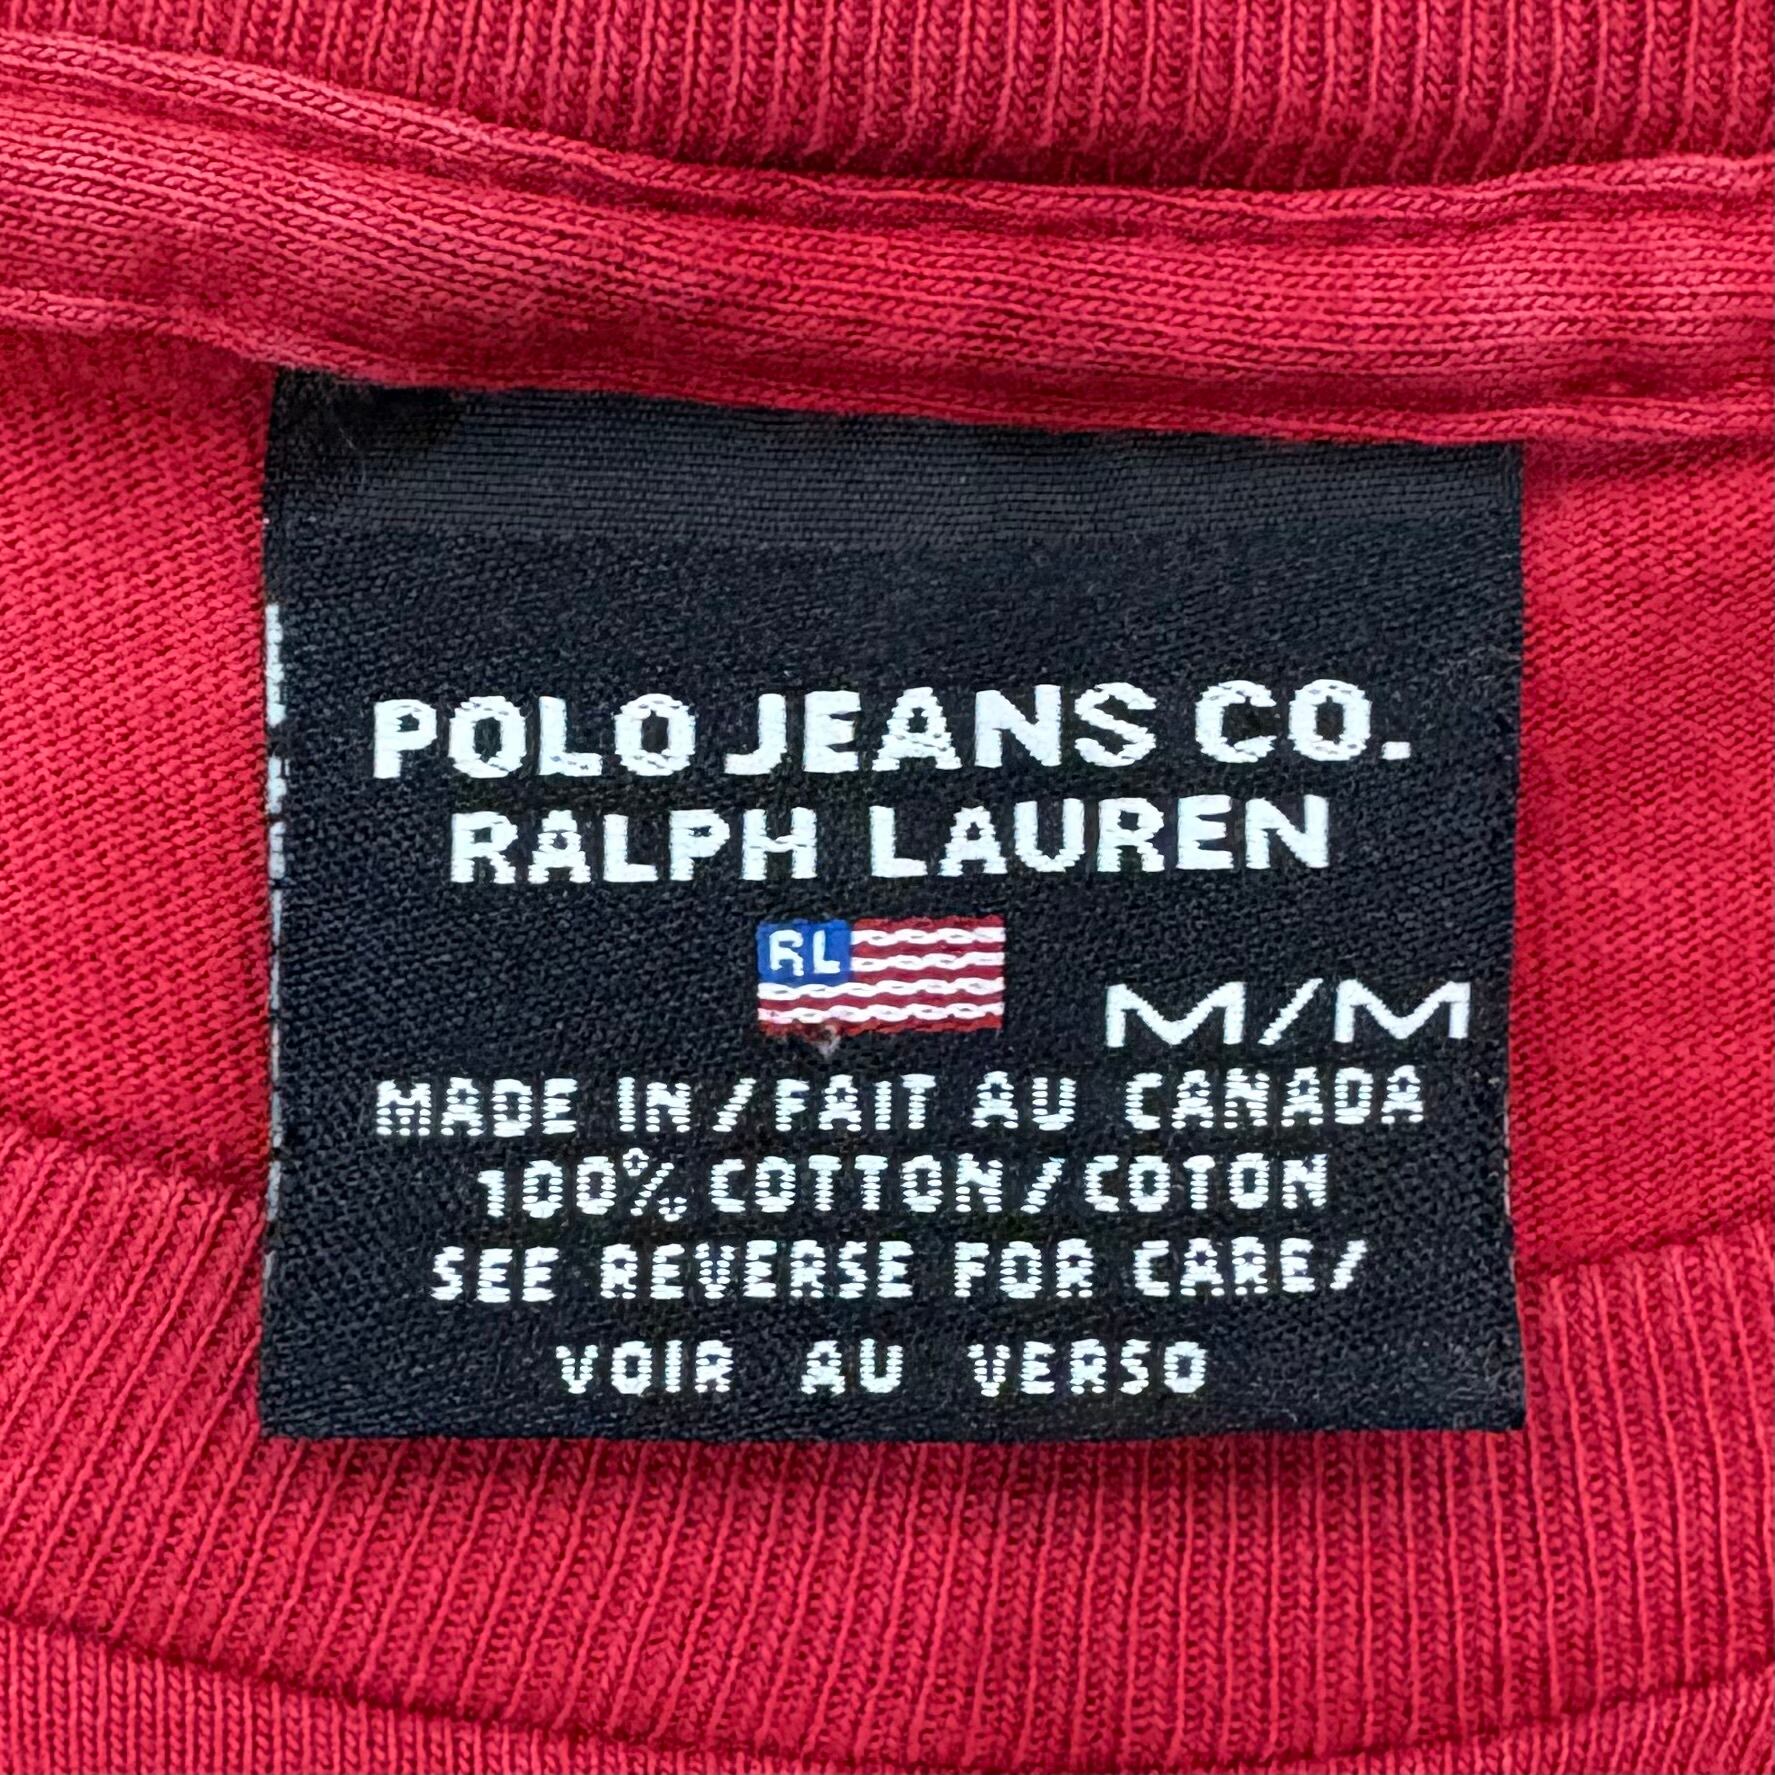 POLO JEANS CO.
RALPH LAUREN
RL
M/M
MADE IN/FAIT AU CANADA
100% COTTON/COTON
SEE REVERSE FOR CARE/
VOIR AU VERSO